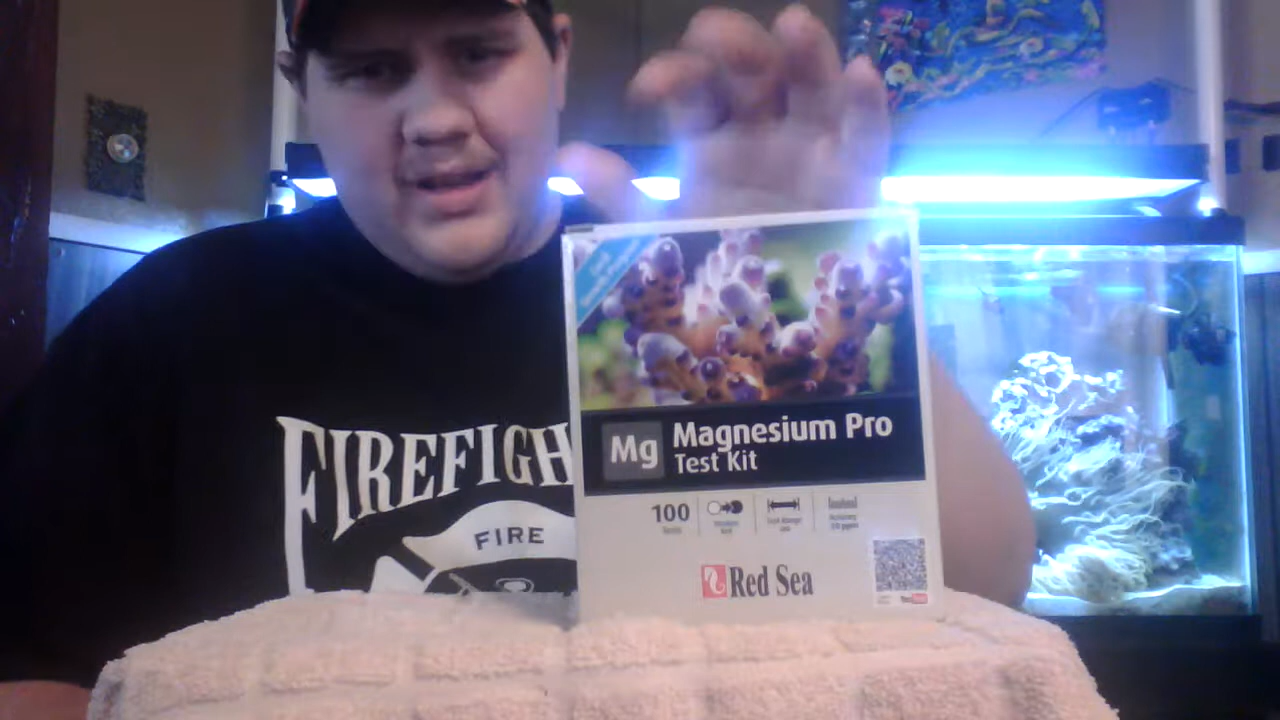 FIREFIGH
FIRE
Mg
Magnesium Pro
Test Kit
100
Red Sea